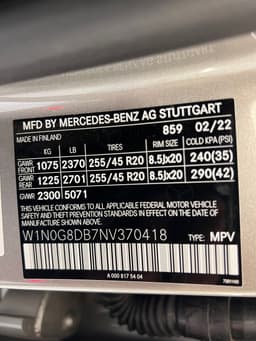 MFD BY MERCEDES-BENZ AG STUTTGART
MADE IN FINLAND 859 02/22
KG LB TIRES RIM SIZE COLD KPA (PSI)
GAWR FRONT 1075 2370 255/45 R20 8.5Jx20 240(35)
GAWR REAR 1225 2701 255/45 R20 8.5Jx20 290(42)
GVWR 2300 5071
THIS VEHICLE CONFORMS TO ALL APPLICABLE
FEDERAL MOTOR VEHICLE SAFETY
STANDARDS IN EFFECT ON THE DATE OF
MANUFACTURE SHOWN ABOVE.
W1N0G8DB7NV370418 TYPE: MPV
A 000 817 54 04